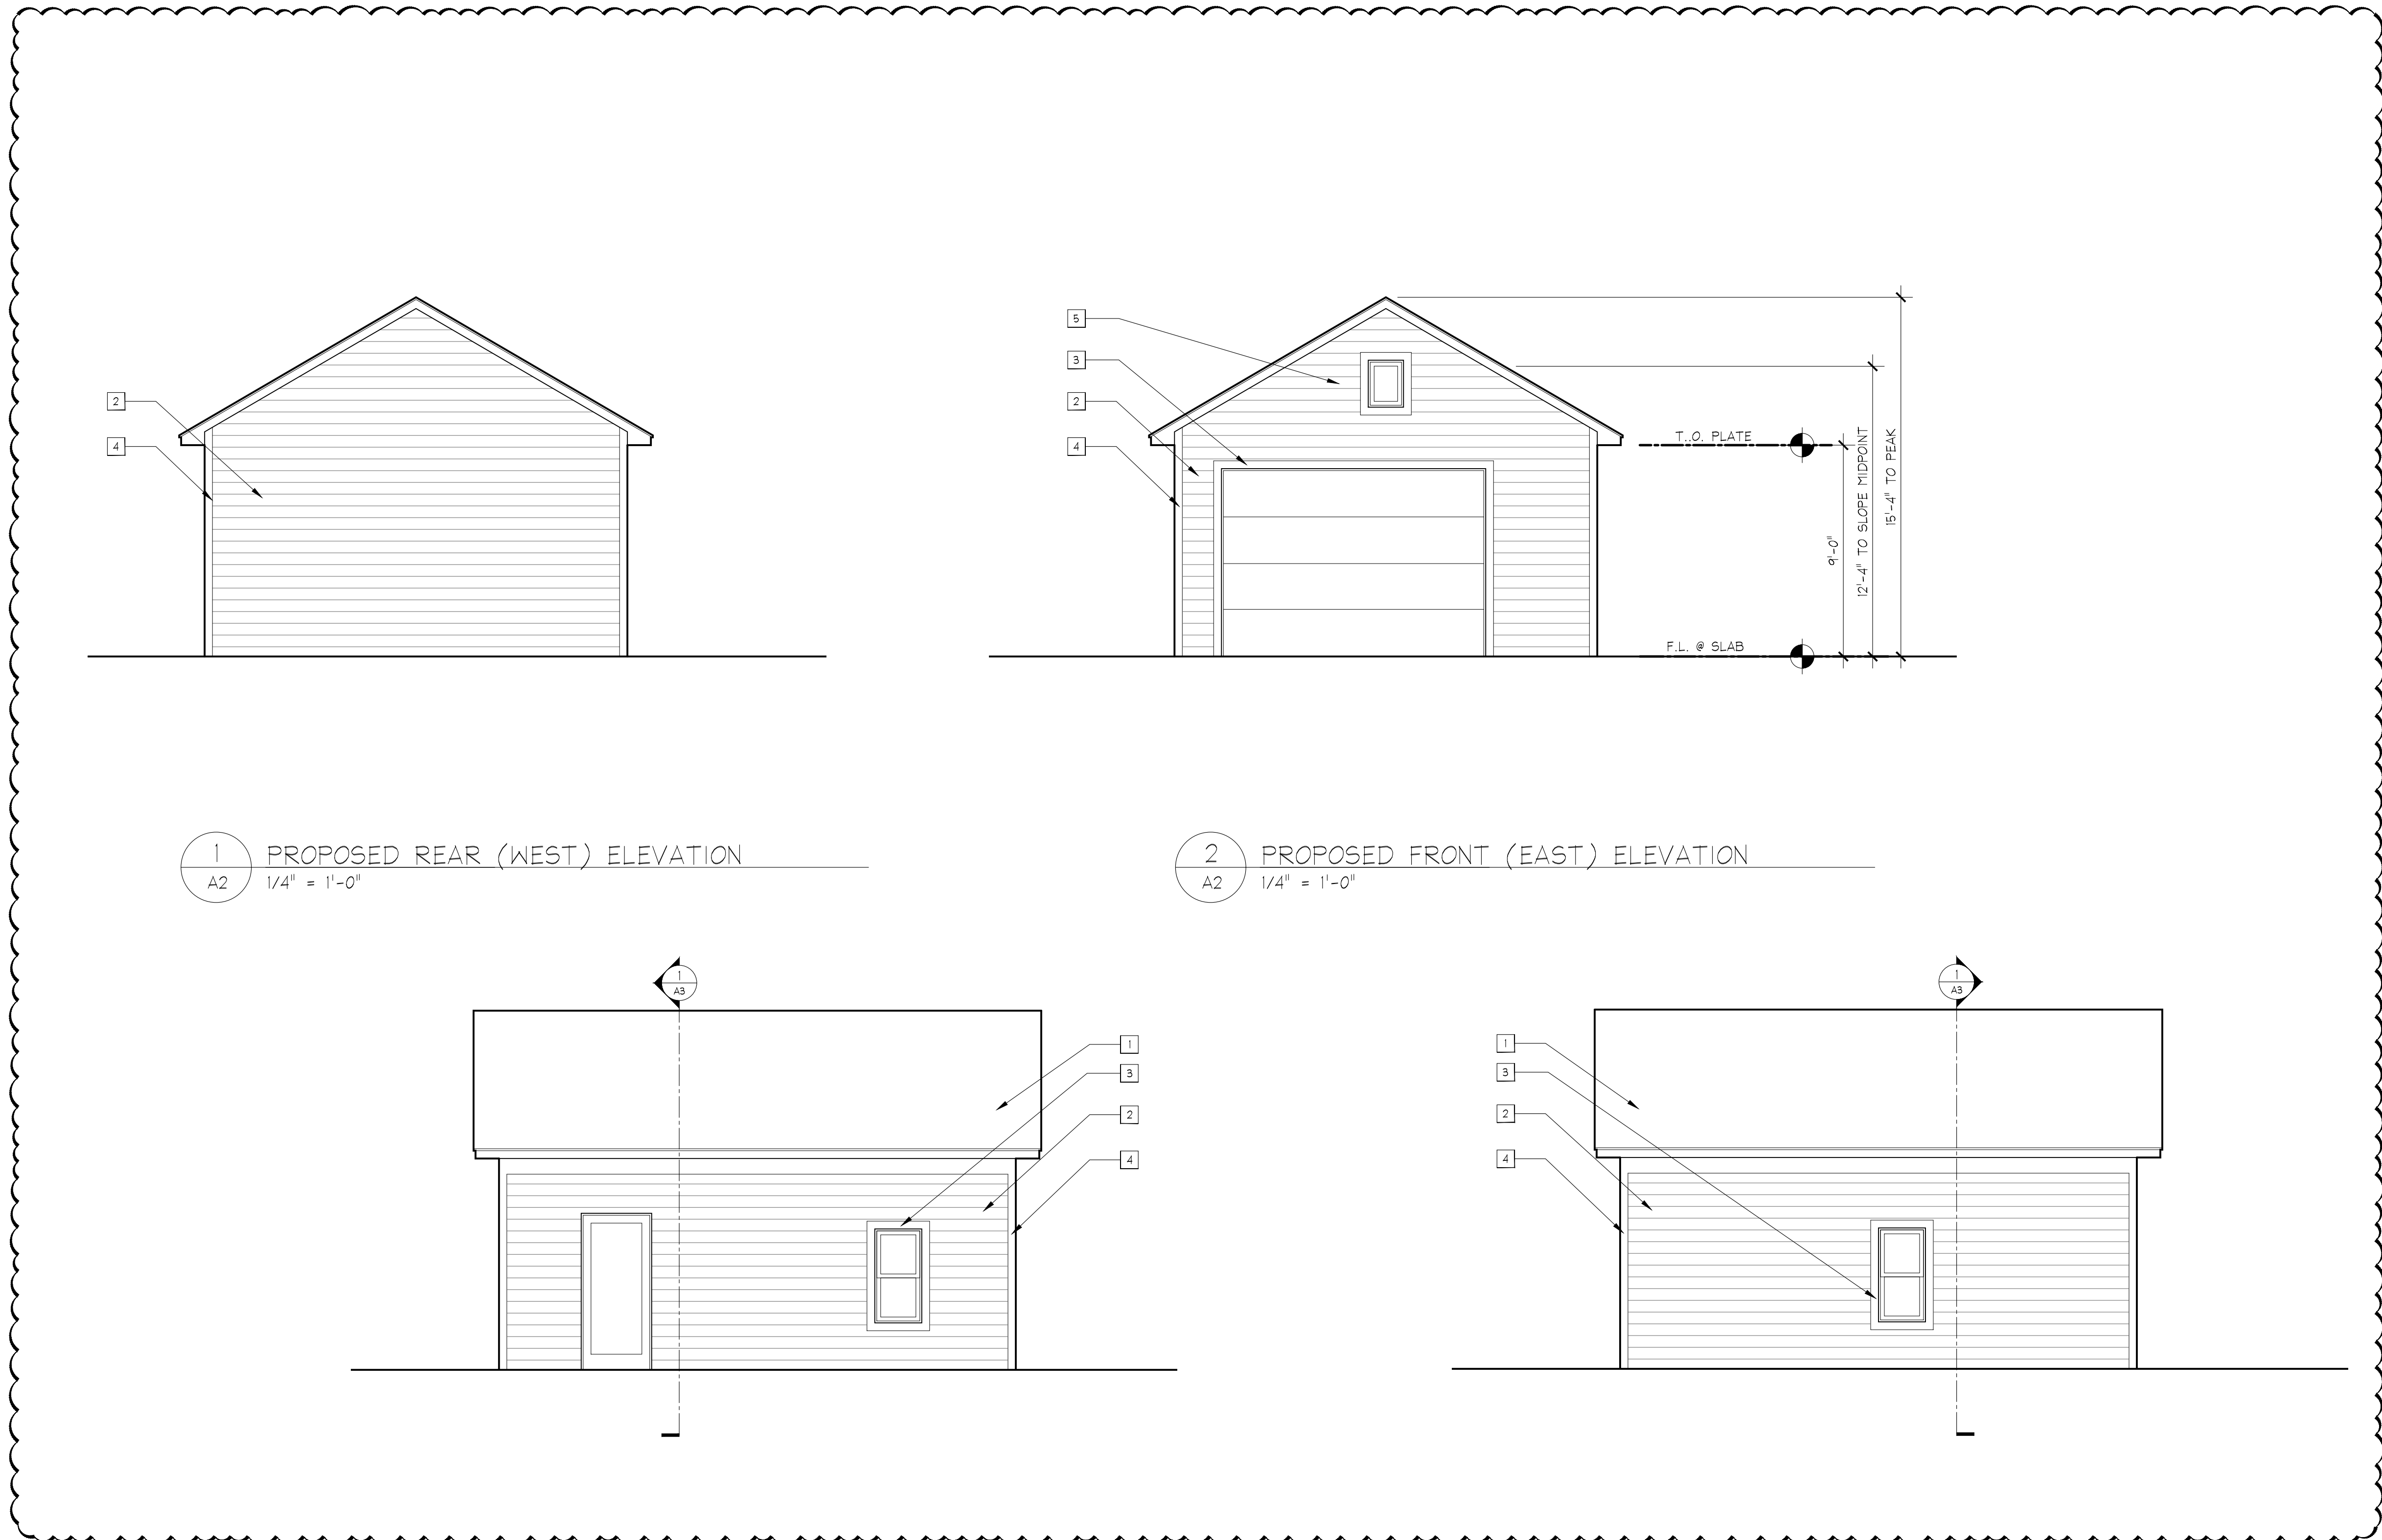 2
4
5
3
2
4
T..O. PLATE
F.L. @ SLAB
9'-0"
12'-4" TO SLOPE MIDPOINT
15'-4" TO PEAK
1
A2
PROPOSED REAR (WEST) ELEVATION
1/4" = 1'-0"
2
A2
PROPOSED FRONT (EAST) ELEVATION
1/4" = 1'-0"
1
A3
1
3
2
4
1
A3
1
3
2
4